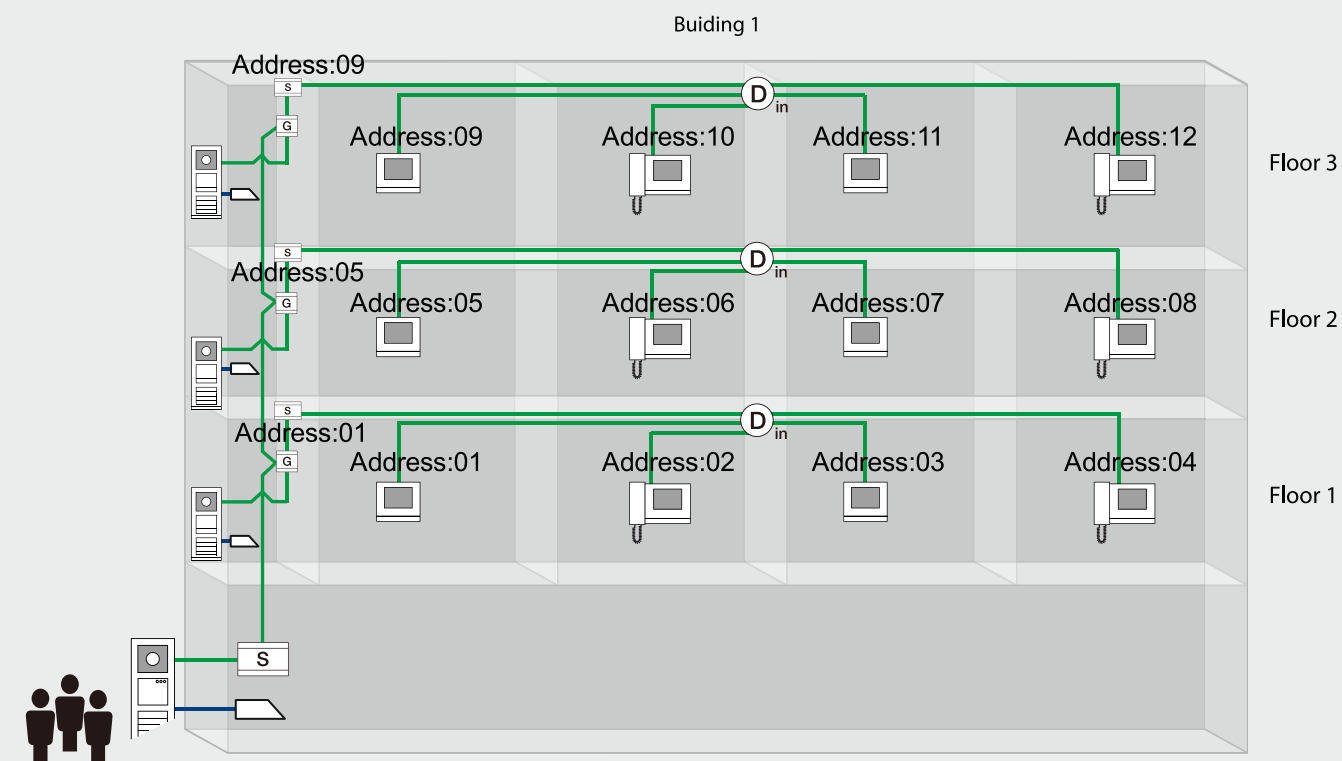 Buiding 1
Address:09
S
D
in
G
Address:09
Address:10
Address:11
Address:12
Floor 3
S
D
in
Address:05
G
Address:05
Address:06
Address:07
Address:08
Floor 2
S
D
in
Address:01
G
Address:01
Address:02
Address:03
Address:04
Floor 1
S